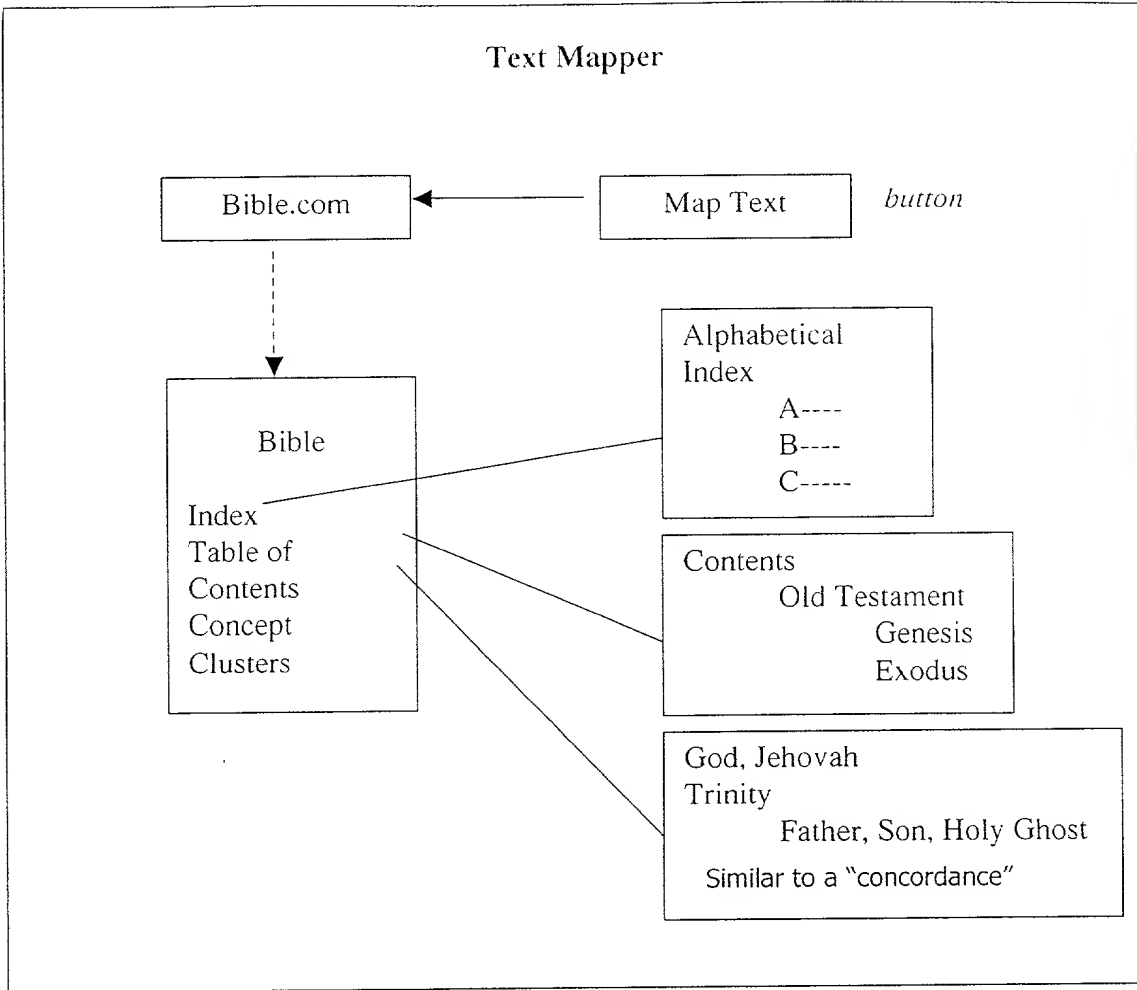 Text Mapper
Bible.com
Map Text
button
Bible
Index
Table of
Contents
Concept
Clusters
Alphabetical
Index
A----
B----
C-----
Contents
Old Testament
Genesis
Exodus
God, Jehovah
Trinity
Father, Son, Holy Ghost
Similar to a “concordance”